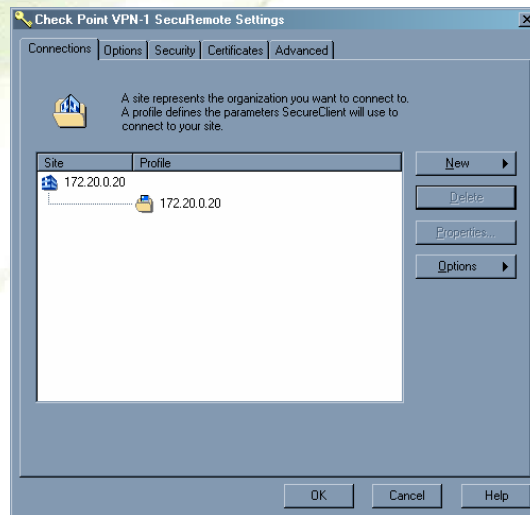 Check Point VPN-1 SecuRemote Settings
Connections Options Security Certificates Advanced
A site represents the organization you want to connect to.
A profile defines the parameters SecureClient will use to
connect to your site.
Site Profile
172.20.0.20
172.20.0.20
New
Delete
Properties...
Options
OK Cancel Help